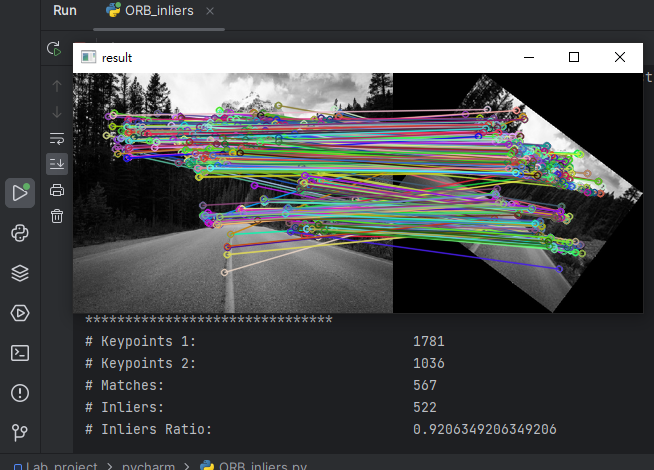 Run ORB_inliers
result
t
*******************************
# Keypoints 1: 1781
# Keypoints 2: 1036
# Matches: 567
# Inliers: 522
# Inliers Ratio: 0.9206349206349206
Lab_project > pycharm > ORB_inliers.py